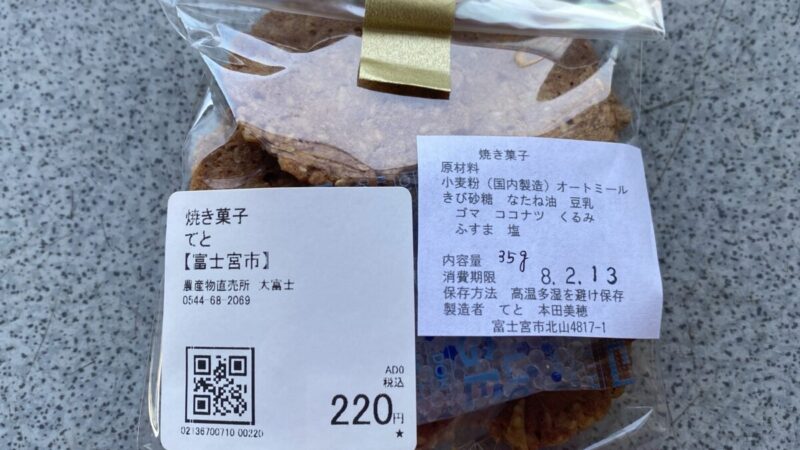 焼き菓子
てと
【富士宮市】
農産物直売所 大富士
0544-68-2069
AD0
税込
220円
★
02136700710 00220
焼き菓子
原材料
小麦粉（国内製造）オートミール
きび砂糖 なたね油 豆乳
ゴマ ココナツ くるみ
ふすま 塩
内容量 35g
消費期限 8.2.13
保存方法 高温多湿を避け保存
製造者 てと 本田美穂
富士宮市北山4817-1